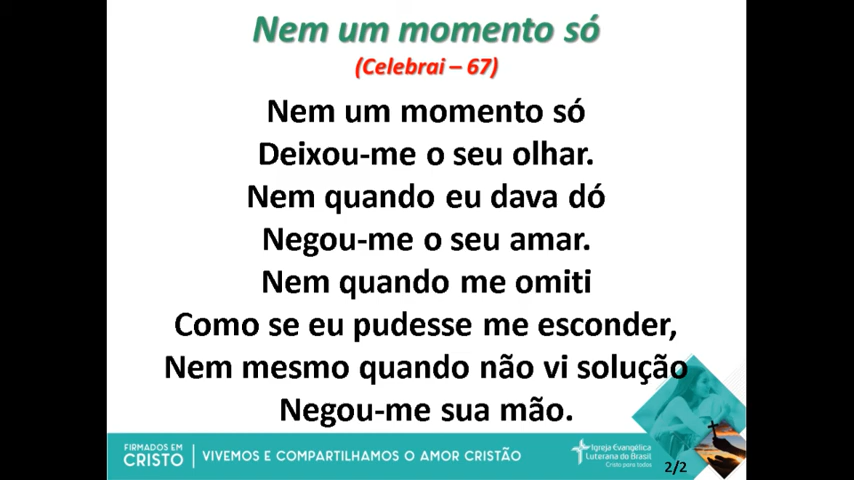 Nem um momento só
(Celebrai – 67)
Nem um momento só
Deixou-me o seu olhar.
Nem quando eu dava dó
Negou-me o seu amar.
Nem quando me omiti
Como se eu pudesse me esconder,
Nem mesmo quando não vi solução
Negou-me sua mão.
FIRMADOS EM
CRISTO
VIVEMOS E COMPARTILHAMOS O AMOR CRISTÃO
Igreja Evangélica
Luterana do Brasil
Cristo para todos
2/2